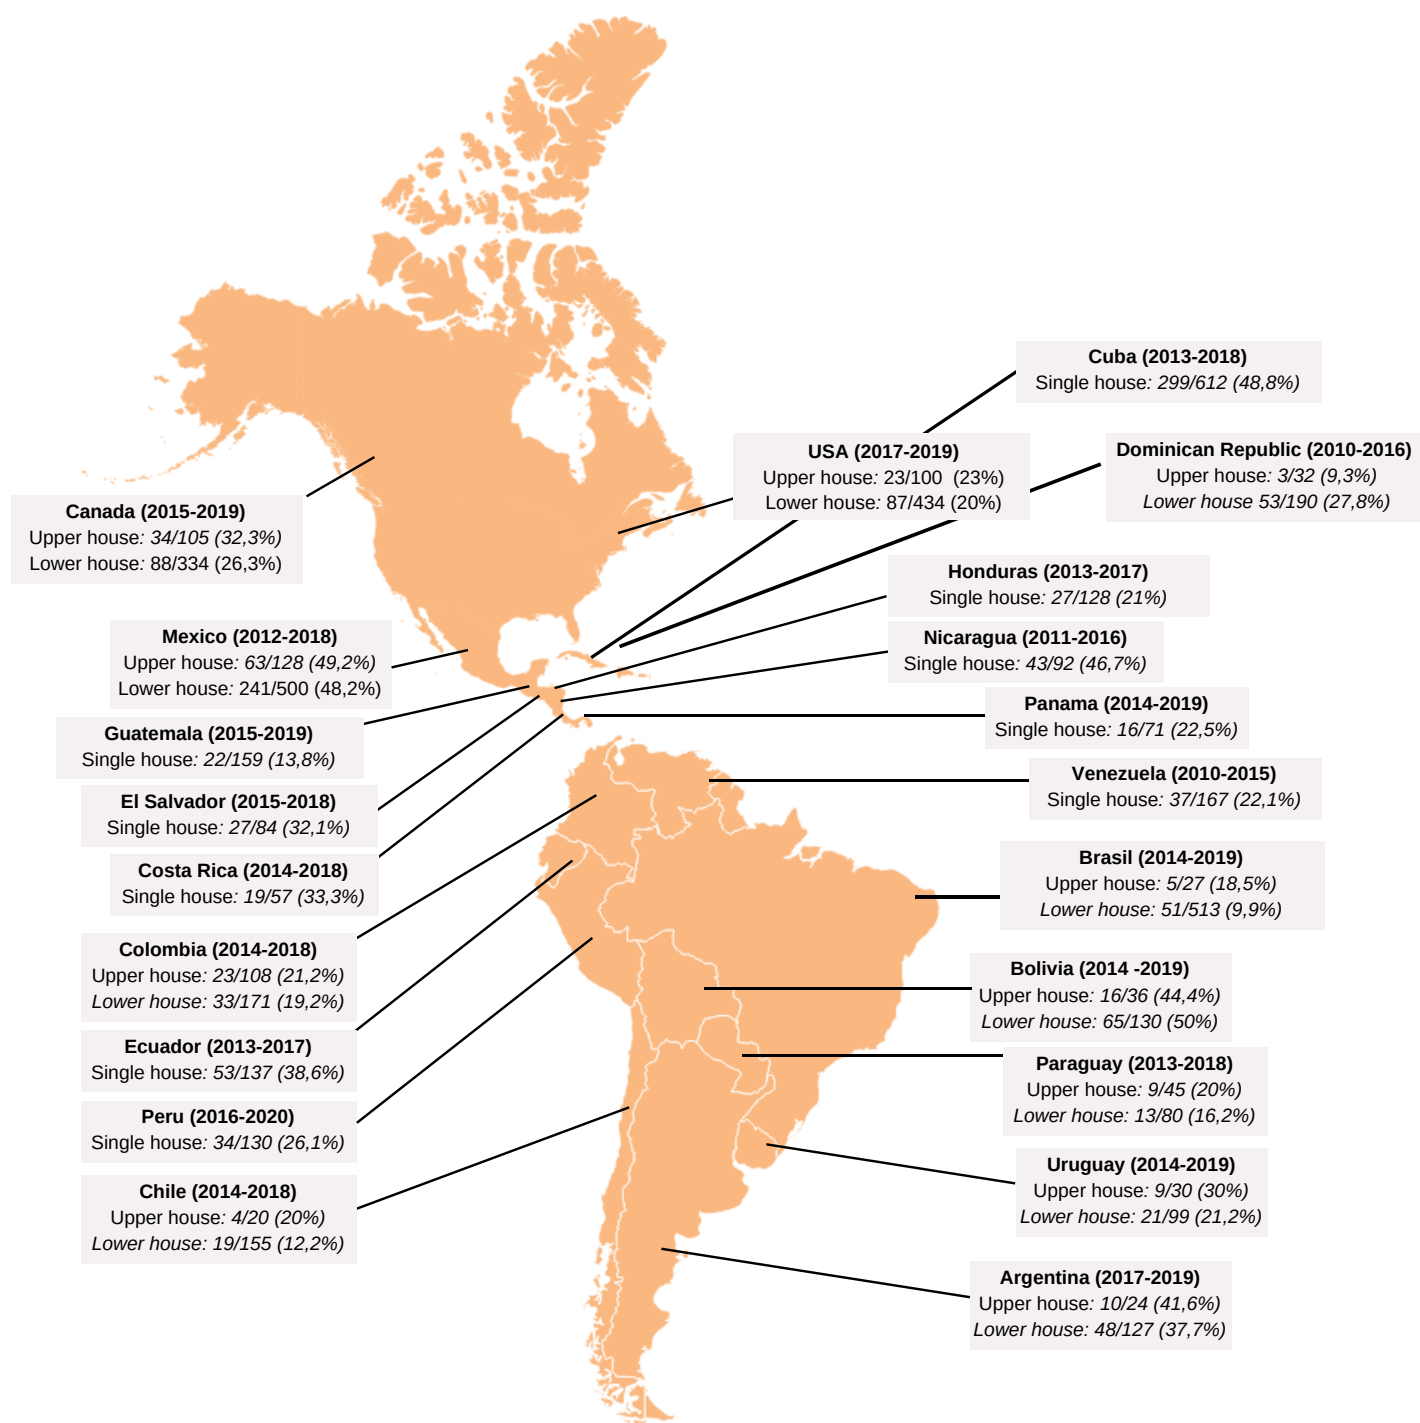 Cuba (2013-2018)
Single house: 299/612 (48,8%)
USA (2017-2019)
Upper house: 23/100 (23%)
Lower house: 87/434 (20%)
Dominican Republic (2010-2016)
Upper house: 3/32 (9,3%)
Lower house 53/190 (27,8%)
Canada (2015-2019)
Upper house: 34/105 (32,3%)
Lower house: 88/334 (26,3%)
Honduras (2013-2017)
Single house: 27/128 (21%)
Mexico (2012-2018)
Upper house: 63/128 (49,2%)
Lower house: 241/500 (48,2%)
Nicaragua (2011-2016)
Single house: 43/92 (46,7%)
Panama (2014-2019)
Single house: 16/71 (22,5%)
Guatemala (2015-2019)
Single house: 22/159 (13,8%)
Venezuela (2010-2015)
Single house: 37/167 (22,1%)
El Salvador (2015-2018)
Single house: 27/84 (32,1%)
Costa Rica (2014-2018)
Single house: 19/57 (33,3%)
Brasil (2014-2019)
Upper house: 5/27 (18,5%)
Lower house: 51/513 (9,9%)
Colombia (2014-2018)
Upper house: 23/108 (21,2%)
Lower house: 33/171 (19,2%)
Bolivia (2014 -2019)
Upper house: 16/36 (44,4%)
Lower house: 65/130 (50%)
Ecuador (2013-2017)
Single house: 53/137 (38,6%)
Paraguay (2013-2018)
Upper house: 9/45 (20%)
Lower house: 13/80 (16,2%)
Peru (2016-2020)
Single house: 34/130 (26,1%)
Uruguay (2014-2019)
Upper house: 9/30 (30%)
Lower house: 21/99 (21,2%)
Chile (2014-2018)
Upper house: 4/20 (20%)
Lower house: 19/155 (12,2%)
Argentina (2017-2019)
Upper house: 10/24 (41,6%)
Lower house: 48/127 (37,7%)